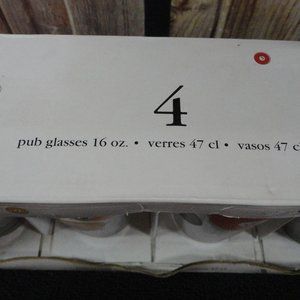 4
pub glasses 16 oz. • verres 47 cl • vasos 47 c